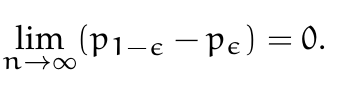 lim_{n→∞}(p_{1−ϵ} − p_ϵ) = 0.